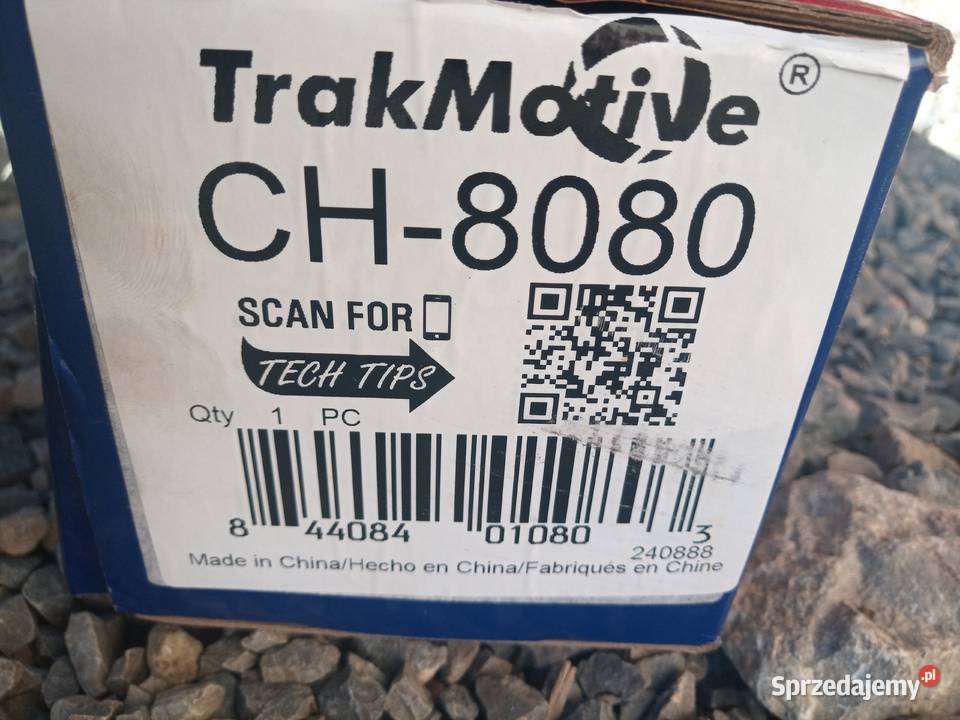 TrakMotive®
CH-8080
SCAN FOR
TECH TIPS
Qty 1 PC
8 44084 01080 3
240888
Made in China/Hecho en China/Fabriqués en Chine
Sprzedajemy.pl